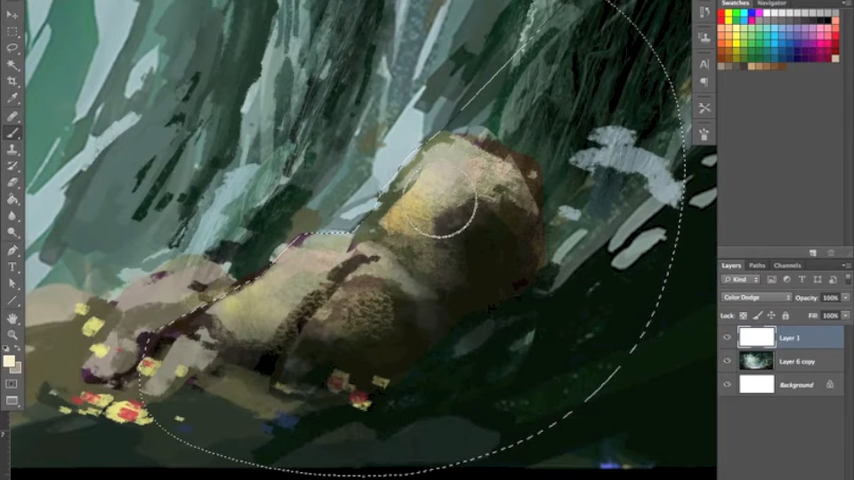 Swatches Navigator
Layers Paths Channels
Kind
Color Dodge Opacity: 100%
Lock: Fill: 100%
Layer 1
Layer 6 copy
Background